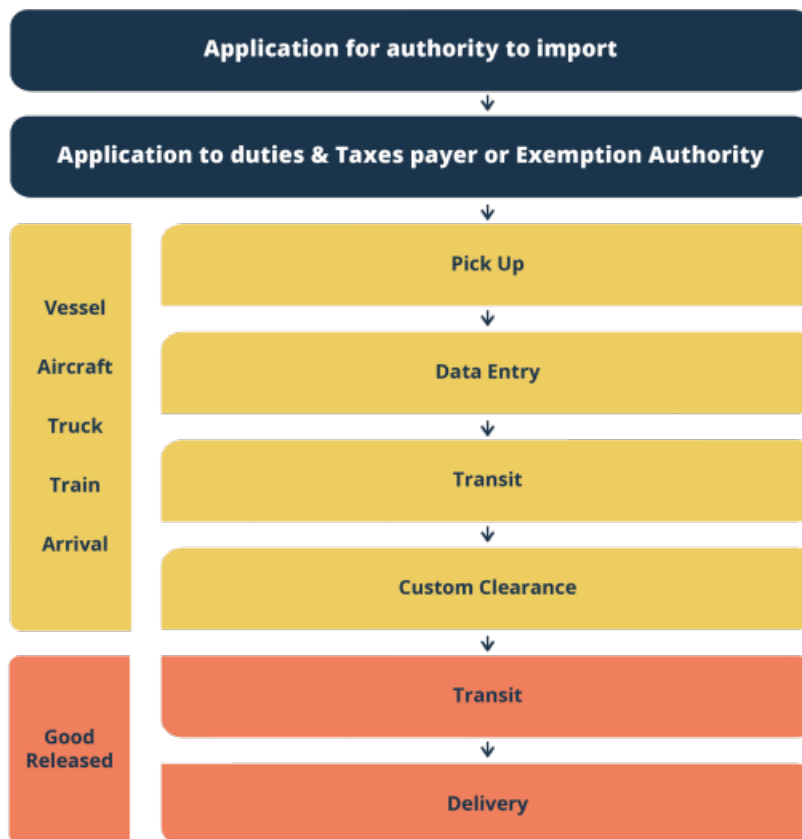 Application for authority to import
Application to duties & Taxes payer or Exemption Authority
Vessel
Aircraft
Truck
Train
Arrival
Pick Up
Data Entry
Transit
Custom Clearance
Good
Released
Transit
Delivery